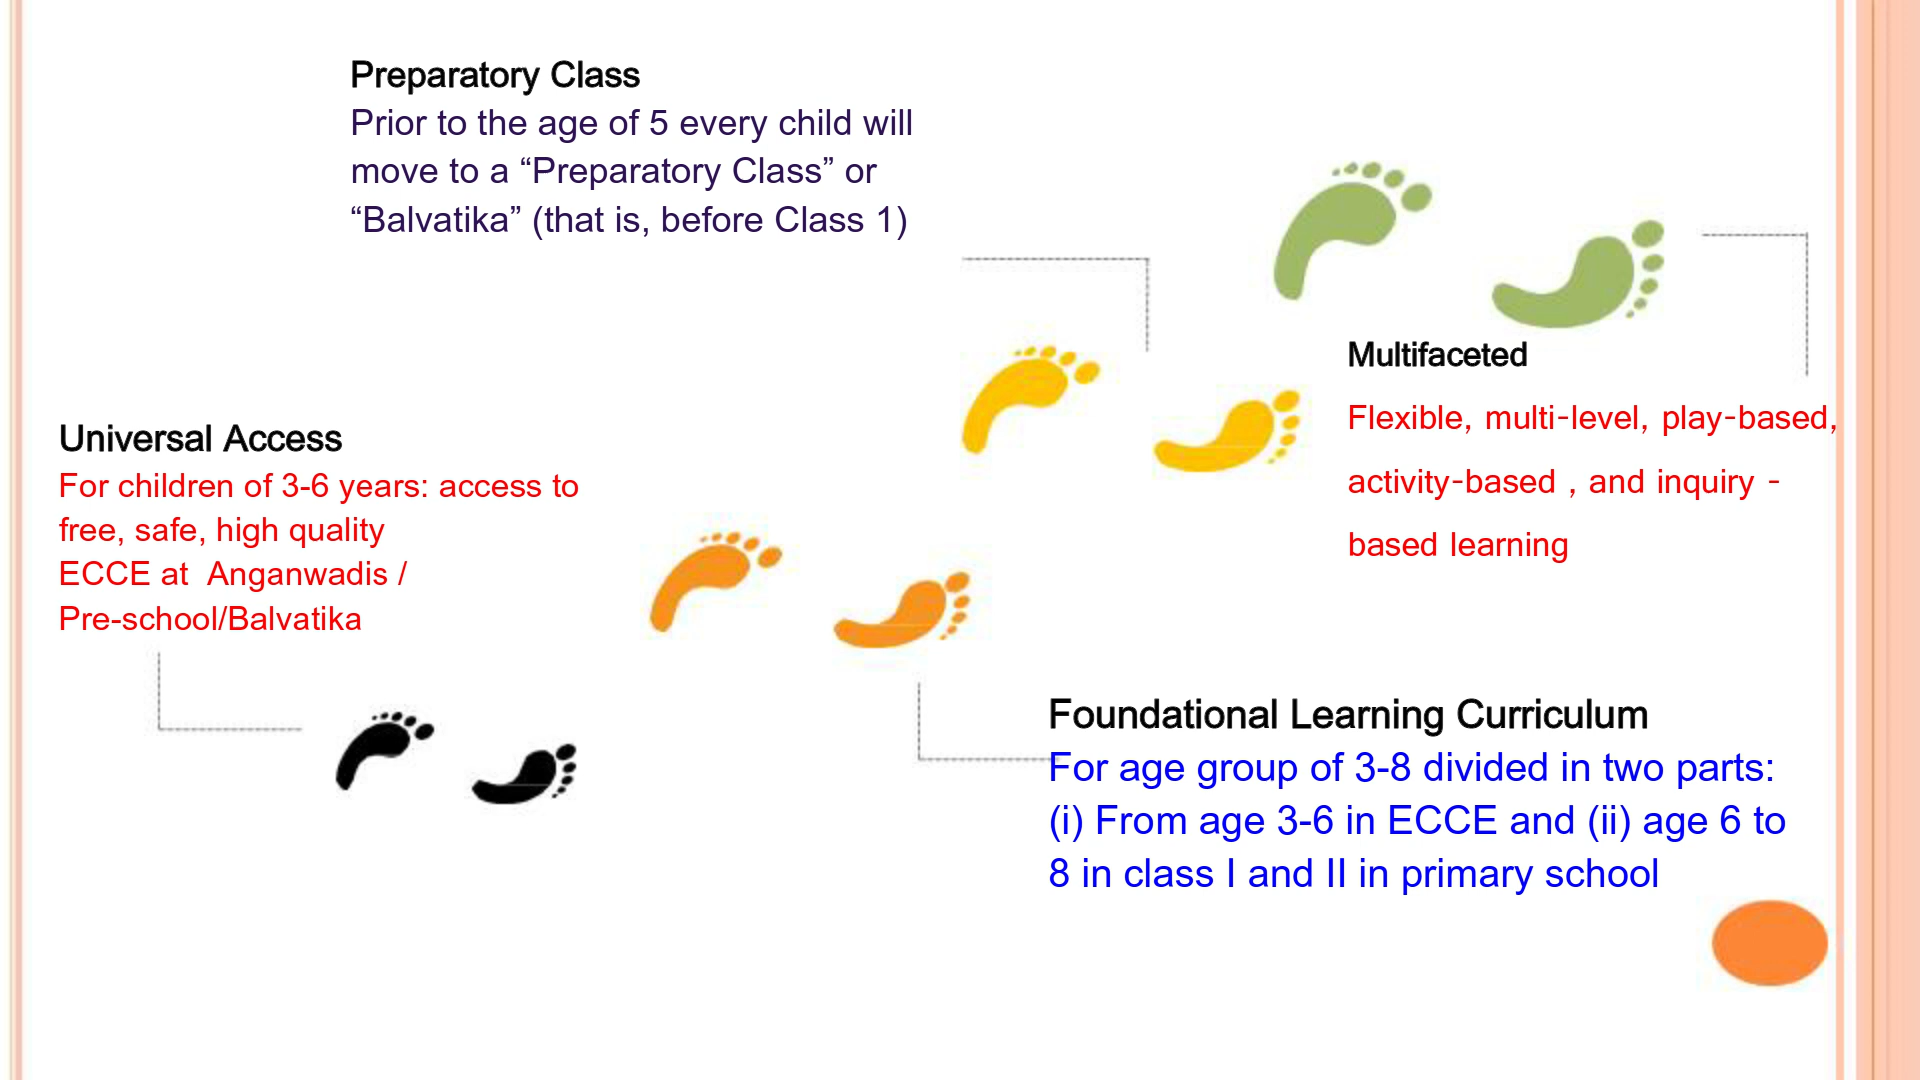 Preparatory Class
Prior to the age of 5 every child will
move to a “Preparatory Class” or
“Balvatika” (that is, before Class 1)
Multifaceted
Flexible, multi-level, play-based,
activity-based , and inquiry -
based learning
Universal Access
For children of 3-6 years: access to
free, safe, high quality
ECCE at  Anganwadis /
Pre-school/Balvatika
Foundational Learning Curriculum
For age group of 3-8 divided in two parts:
(i) From age 3-6 in ECCE and (ii) age 6 to
8 in class I and II in primary school